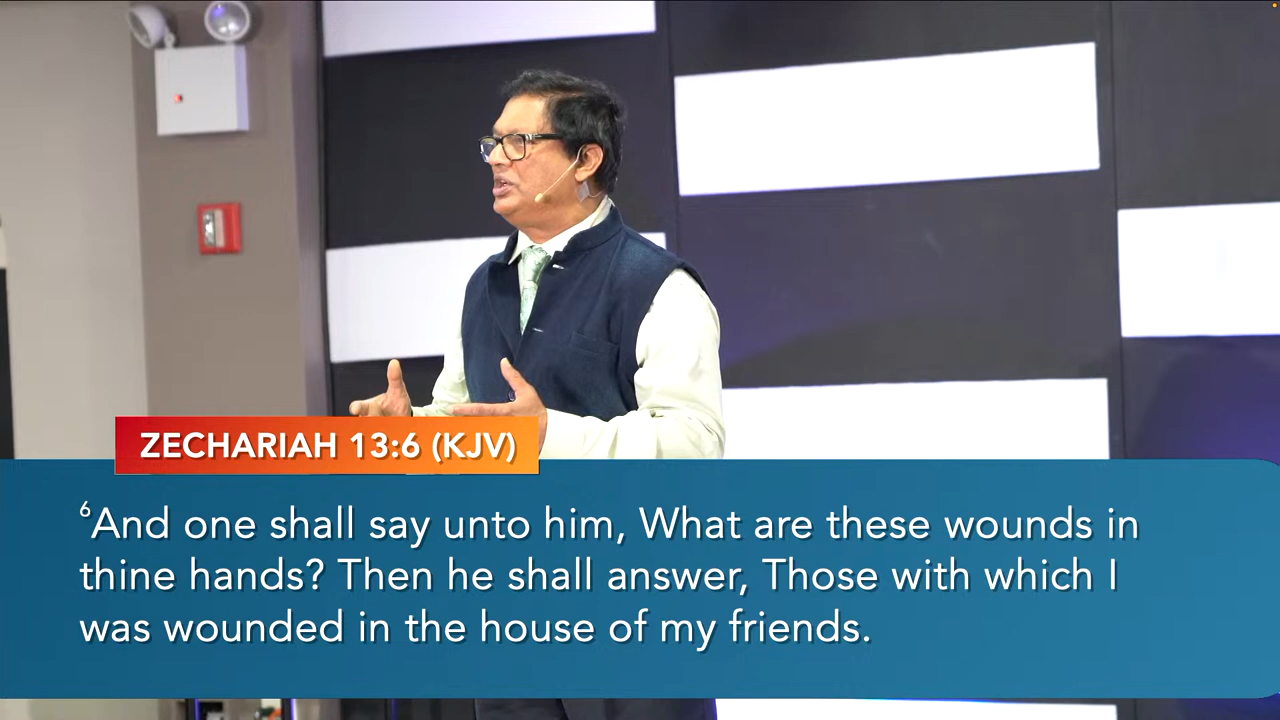 ZECHARIAH 13:6 (KJV)
⁶And one shall say unto him, What are these wounds in
thine hands? Then he shall answer, Those with which I
was wounded in the house of my friends.